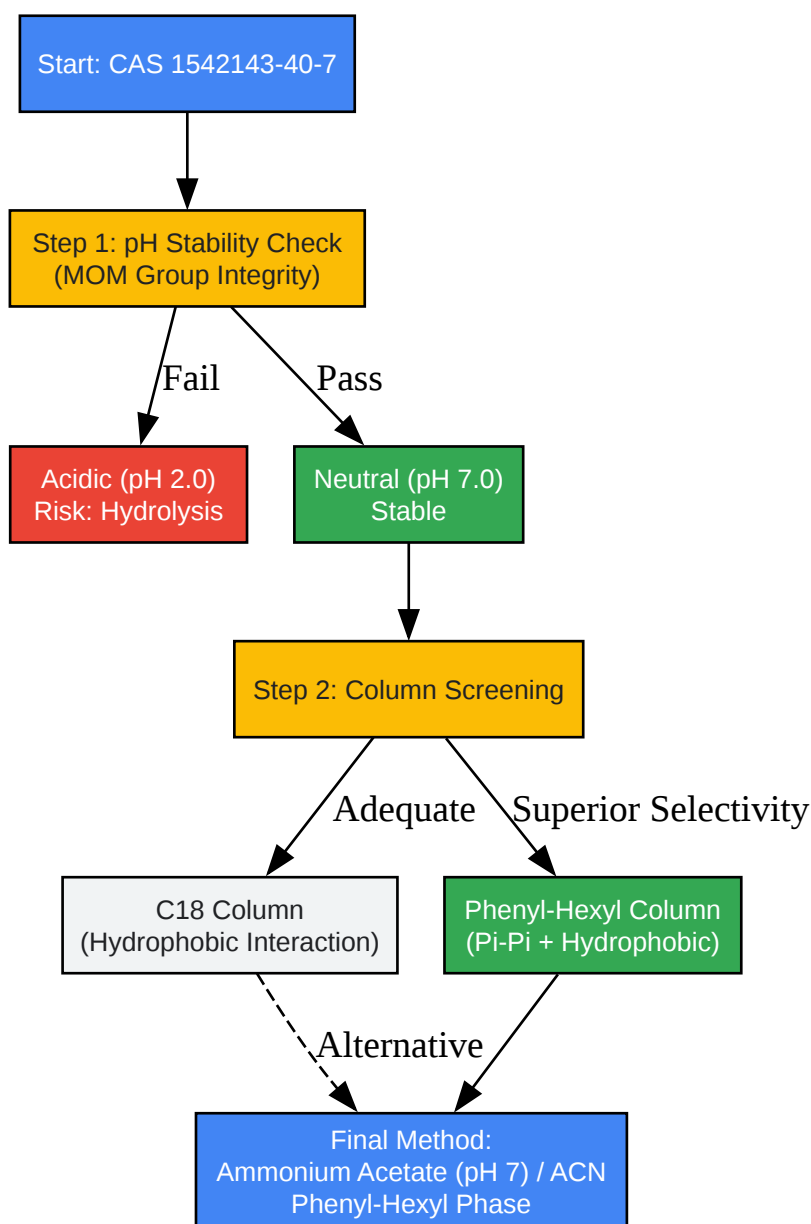 Start: CAS 1542143-40-7
Step 1: pH Stability Check
(MOM Group Integrity)
Fail
Pass
Acidic (pH 2.0)
Risk: Hydrolysis
Neutral (pH 7.0)
Stable
Step 2: Column Screening
Adequate
Superior Selectivity
C18 Column
(Hydrophobic Interaction)
Phenyl-Hexyl Column
(Pi-Pi + Hydrophobic)
Alternative
Final Method:
Ammonium Acetate (pH 7) / ACN
Phenyl-Hexyl Phase